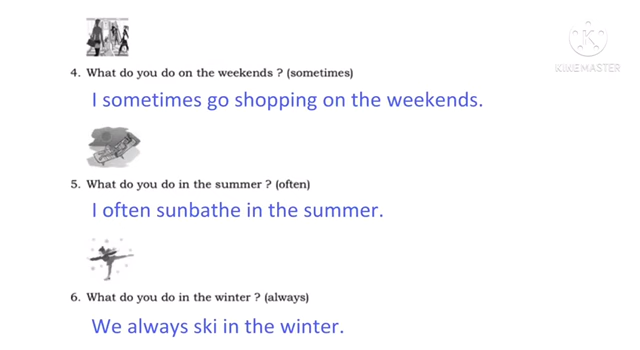 KINEMASTER
4. What do you do on the weekends ? (sometimes)
I sometimes go shopping on the weekends.
5. What do you do in the summer ? (often)
I often sunbathe in the summer.
6. What do you do in the winter ? (always)
We always ski in the winter.